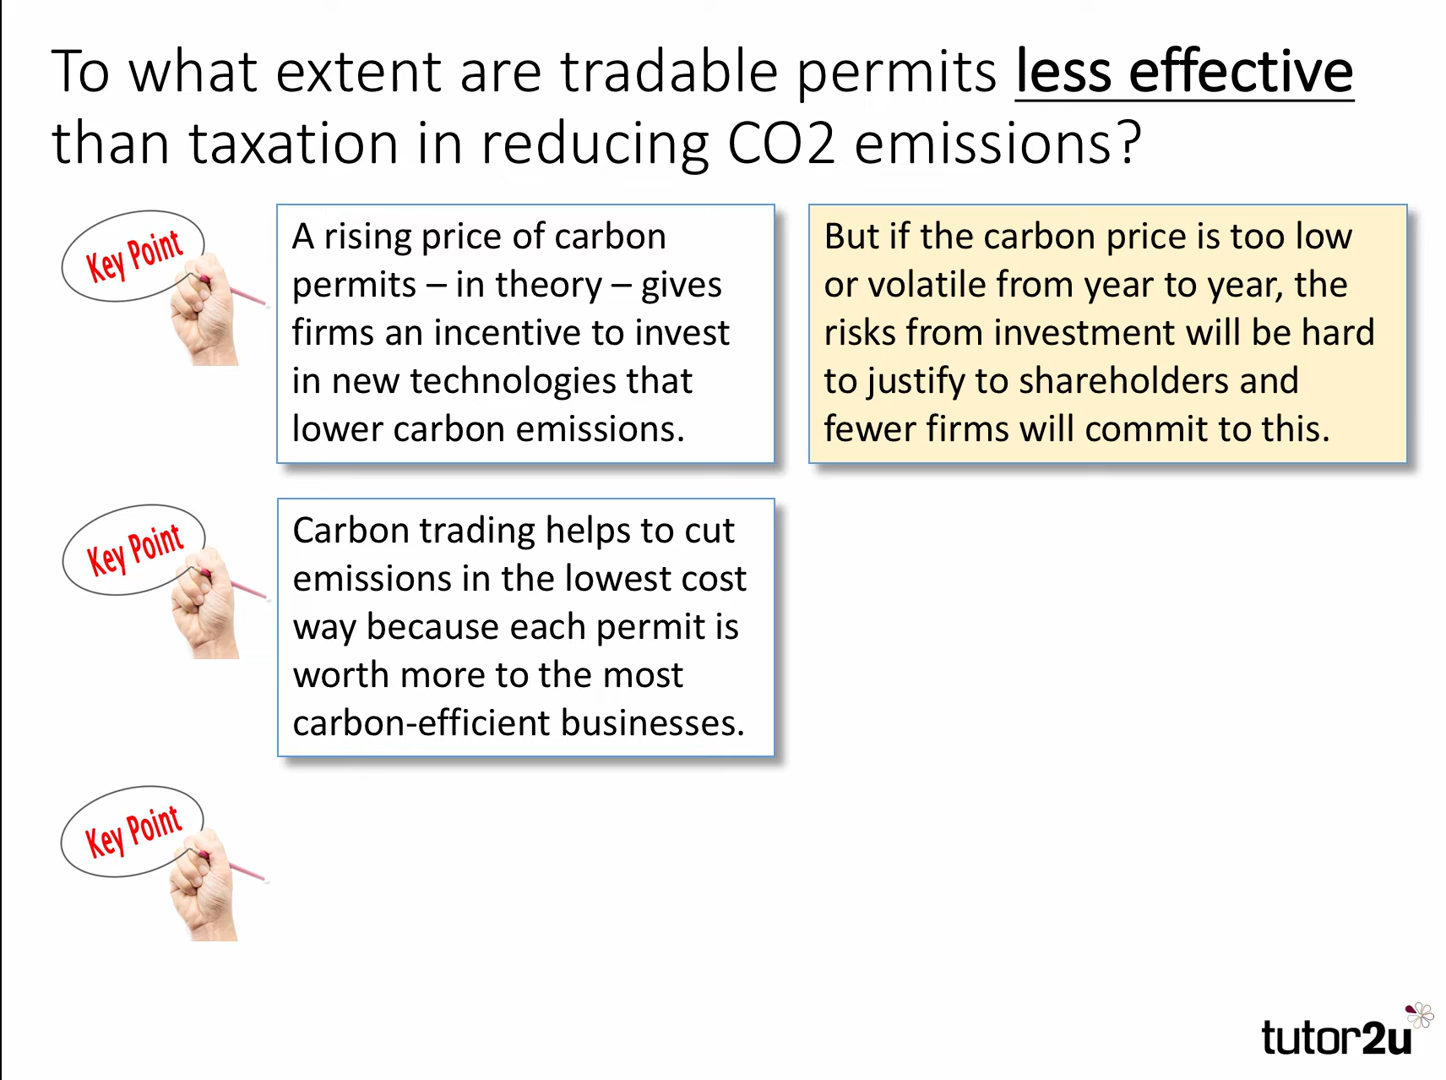 To what extent are tradable permits less effective
than taxation in reducing CO2 emissions?
Key Point
A rising price of carbon
permits – in theory – gives
firms an incentive to invest
in new technologies that
lower carbon emissions.
But if the carbon price is too low
or volatile from year to year, the
risks from investment will be hard
to justify to shareholders and
fewer firms will commit to this.
Key Point
Carbon trading helps to cut
emissions in the lowest cost
way because each permit is
worth more to the most
carbon-efficient businesses.
Key Point
tutor2u